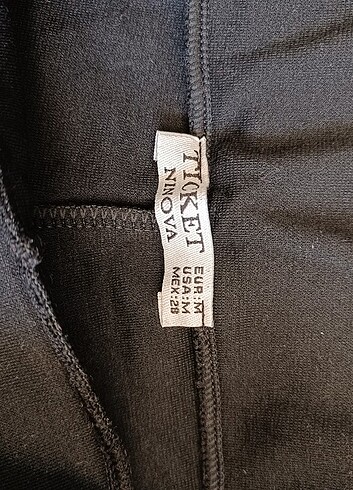 TICKET
NINOVA
EUR:M
USA:M
MEX:28